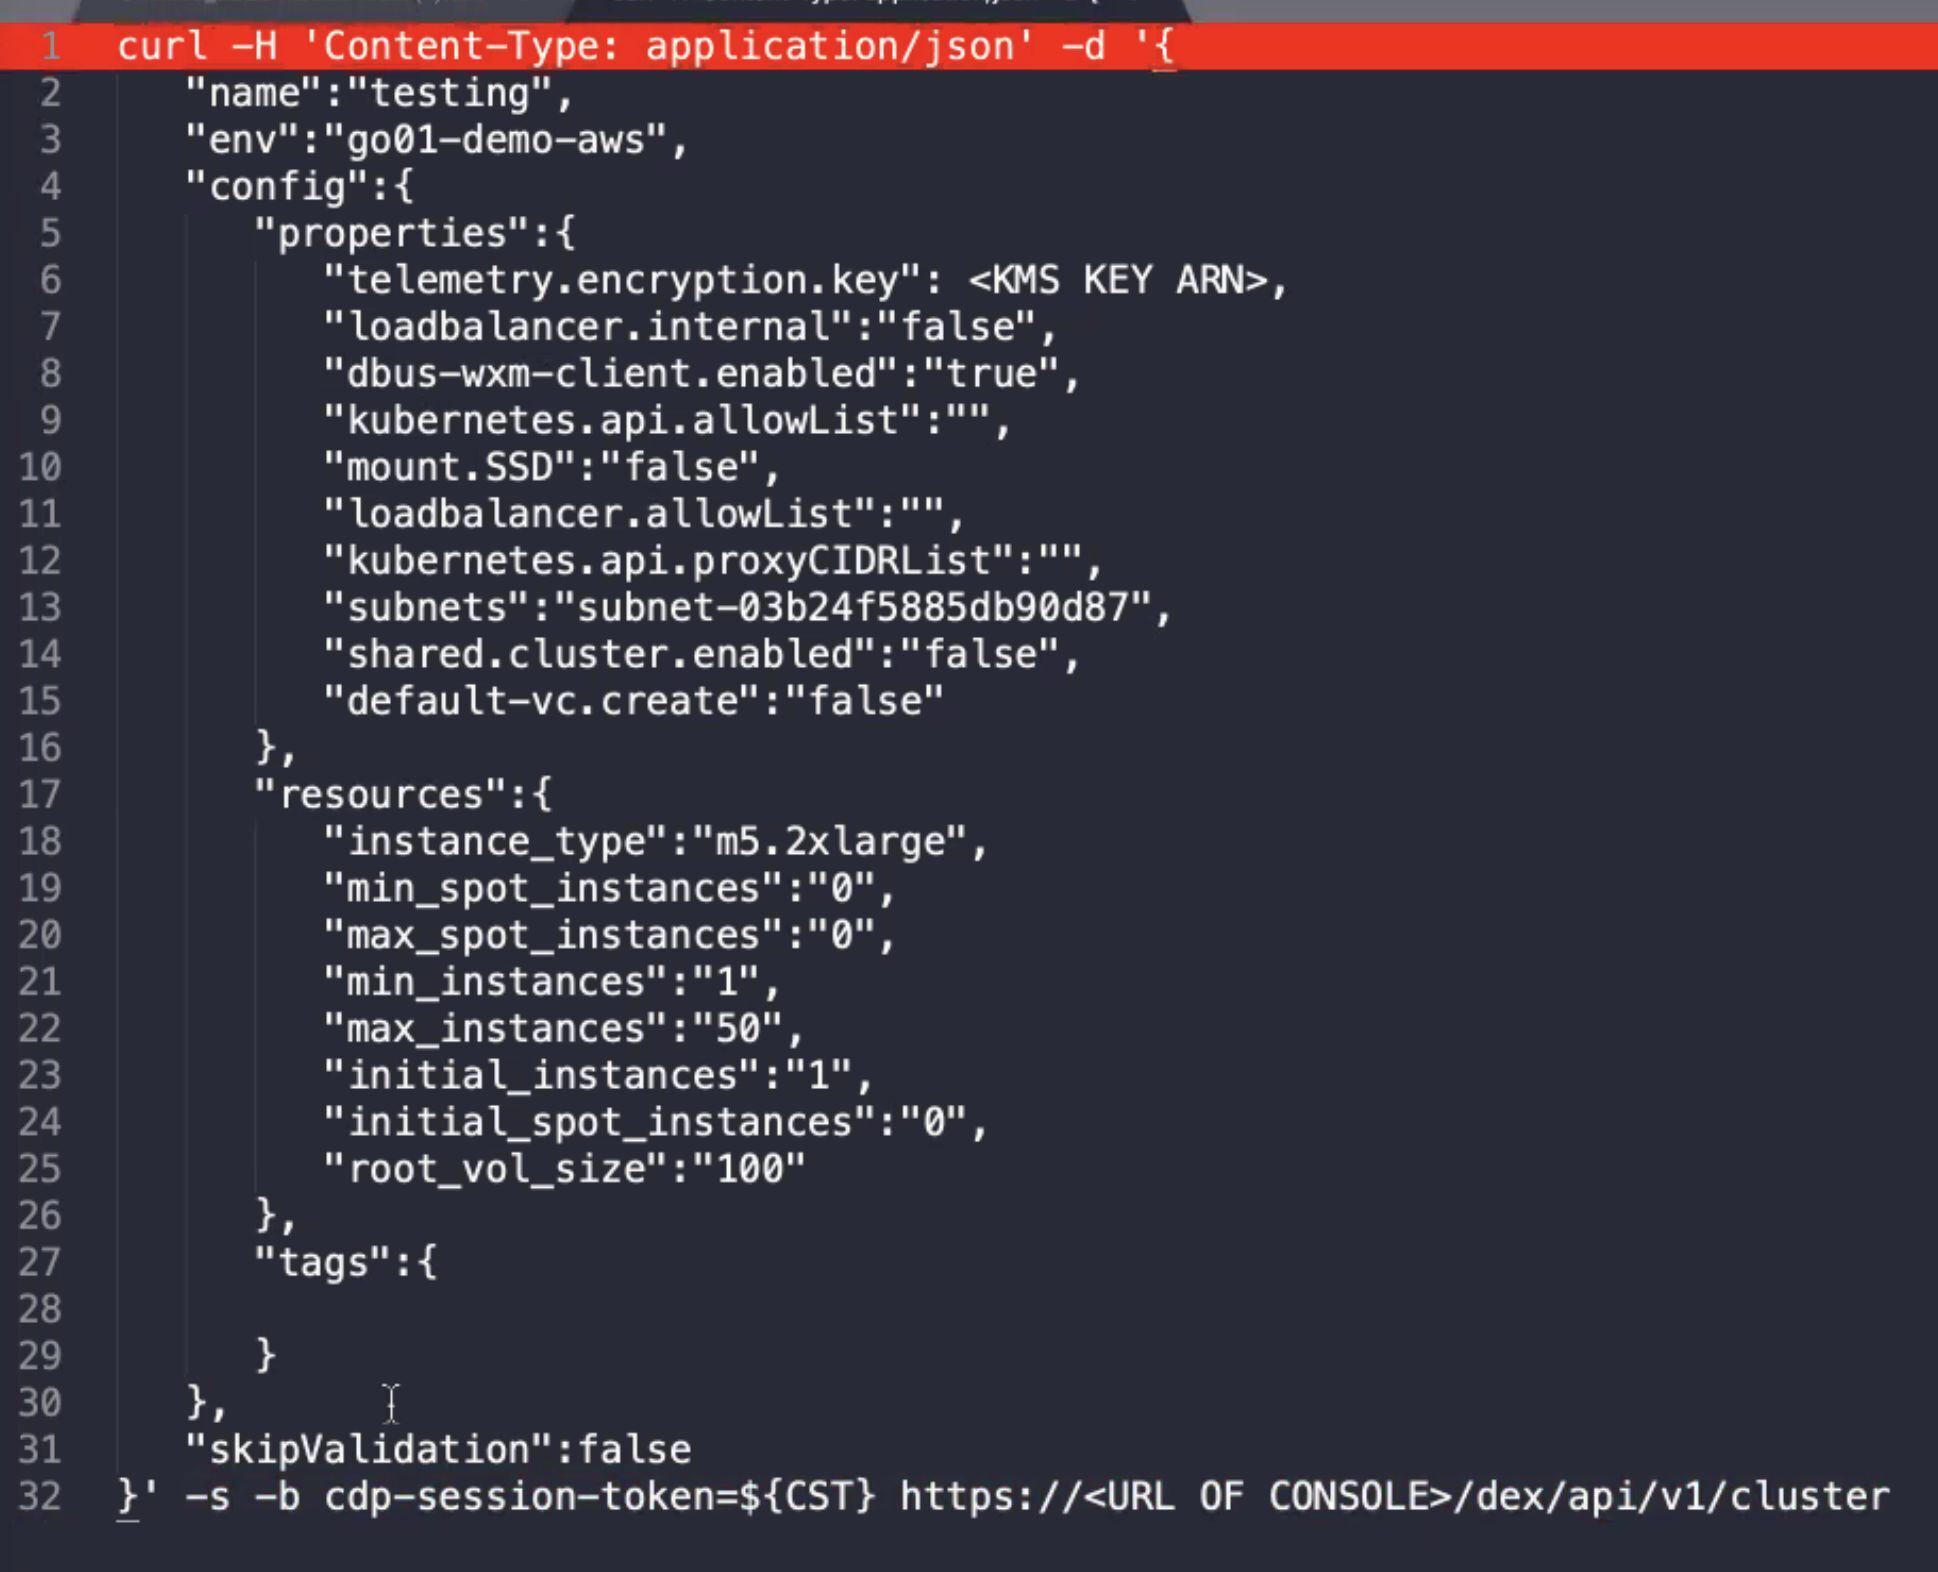 1 curl -H 'Content-Type: application/json' -d '{
2 "name":"testing",
3 "env":"go01-demo-aws",
4 "config":{
5 "properties":{
6 "telemetry.encryption.key": <KMS KEY ARN>,
7 "loadbalancer.internal":"false",
8 "dbus-wxm-client.enabled":"true",
9 "kubernetes.api.allowList":"",
10 "mount.SSD":"false",
11 "loadbalancer.allowList":"",
12 "kubernetes.api.proxyCIDRList":"",
13 "subnets":"subnet-03b24f5885db90d87",
14 "shared.cluster.enabled":"false",
15 "default-vc.create":"false"
16 },
17 "resources":{
18 "instance_type":"m5.2xlarge",
19 "min_spot_instances":"0",
20 "max_spot_instances":"0",
21 "min_instances":"1",
22 "max_instances":"50",
23 "initial_instances":"1",
24 "initial_spot_instances":"0",
25 "root_vol_size":"100"
26 },
27 "tags":{
28
29 }
30 },
31 "skipValidation":false
32 }' -s -b cdp-session-token=${CST} https://<URL OF CONSOLE>/dex/api/v1/cluster